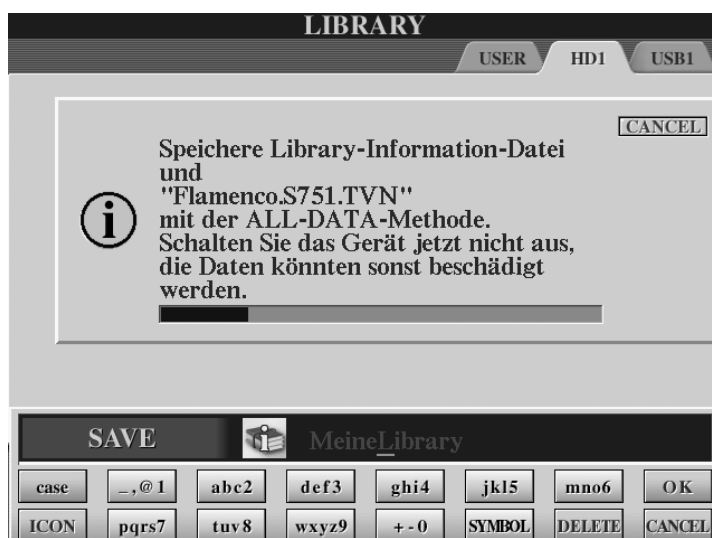 LIBRARY
USER HD1 USB1
CANCEL
Speichere Library-Information-Datei
und
"Flamenco.S751.TVN"
mit der ALL-DATA-Methode.
Schalten Sie das Gerät jetzt nicht aus,
die Daten könnten sonst beschädigt
werden.
SAVE MeineLibrary
case _,@1 abc2 def3 ghi4 jkl5 mno6 OK
ICON pqrs7 tuv8 wxyz9 +-0 SYMBOL DELETE CANCEL